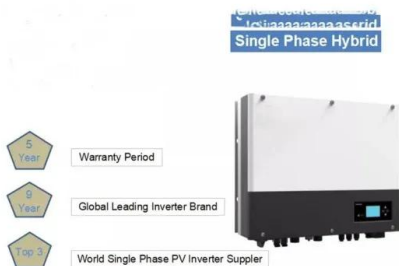 Single Phase Hybrid
5
Year
Warranty Period
9
Year
Global Leading Inverter Brand
Top 3
World Single Phase PV Inverter Suppler